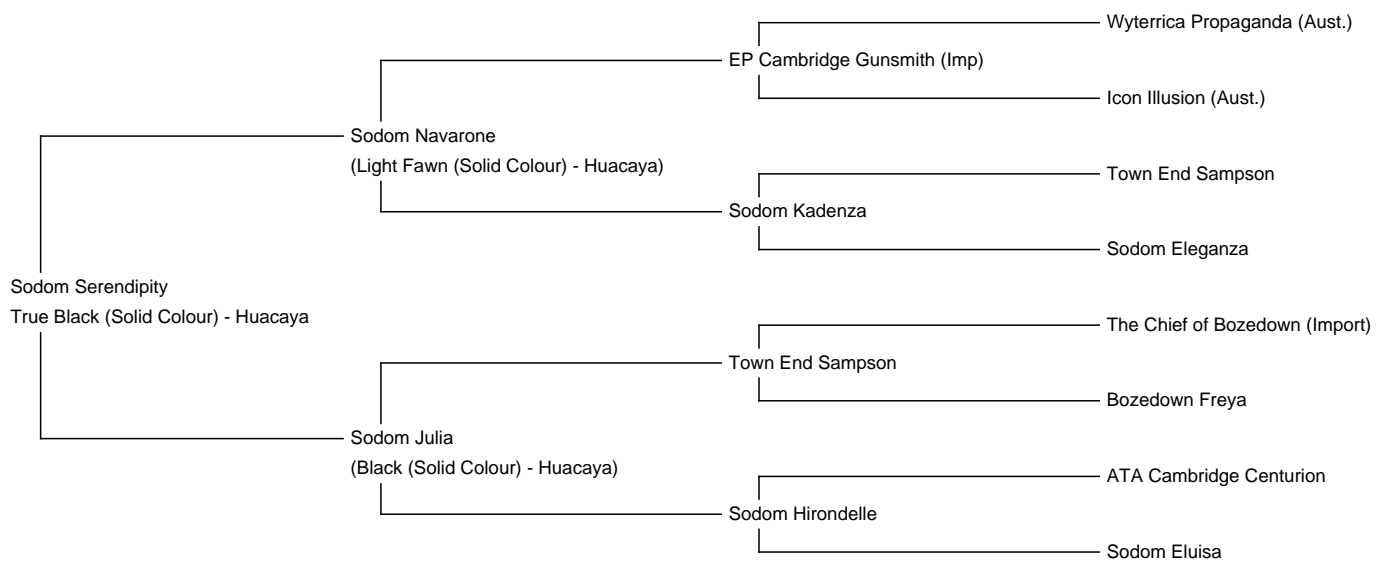 Wyterrica Propaganda (Aust.)
EP Cambridge Gunsmith (Imp)
Icon Illusion (Aust.)
Sodom Navarone
(Light Fawn (Solid Colour) - Huacaya)
Town End Sampson
Sodom Kadenza
Sodom Eleganza
Sodom Serendipity
True Black (Solid Colour) - Huacaya
The Chief of Bozedown (Import)
Town End Sampson
Bozedown Freya
Sodom Julia
(Black (Solid Colour) - Huacaya)
ATA Cambridge Centurion
Sodom Hirondelle
Sodom Eluisa